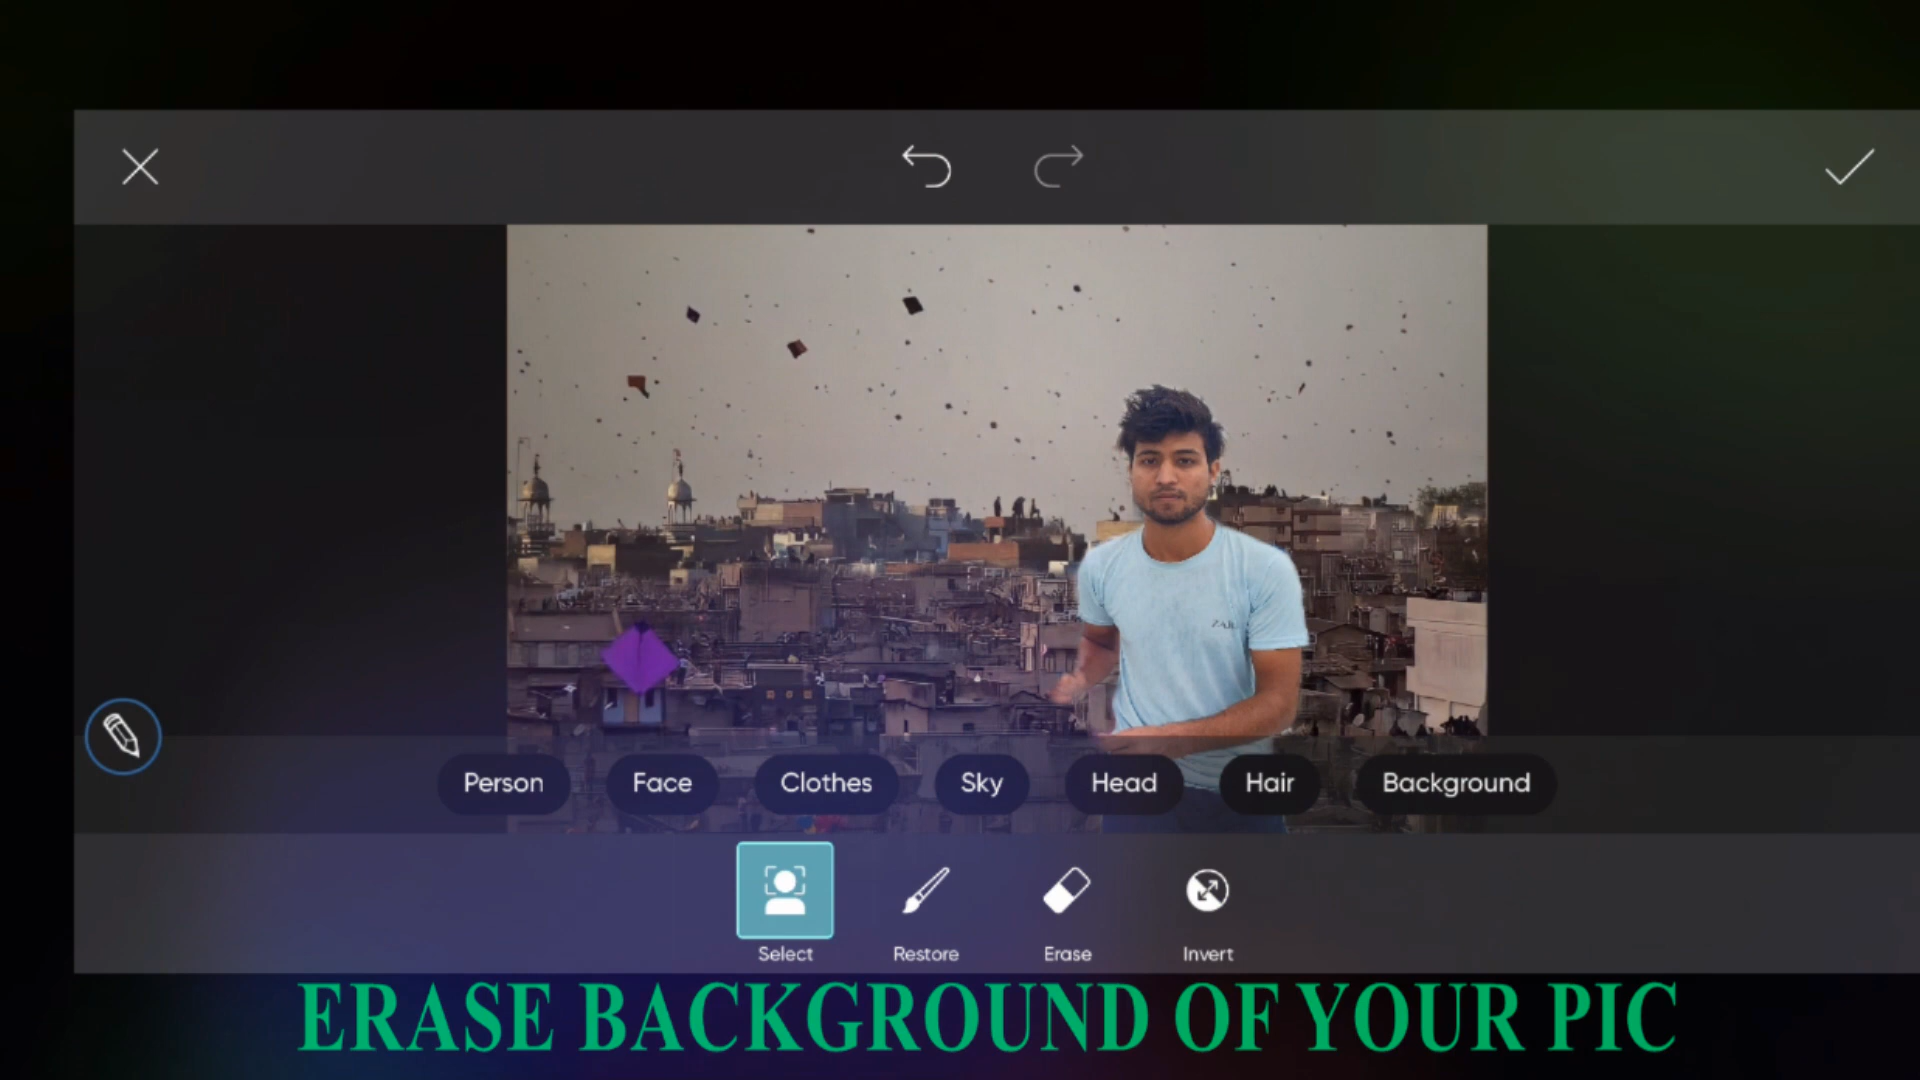 Person Face Clothes Sky Head Hair Background
Select Restore Erase Invert
ERASE BACKGROUND OF YOUR PIC